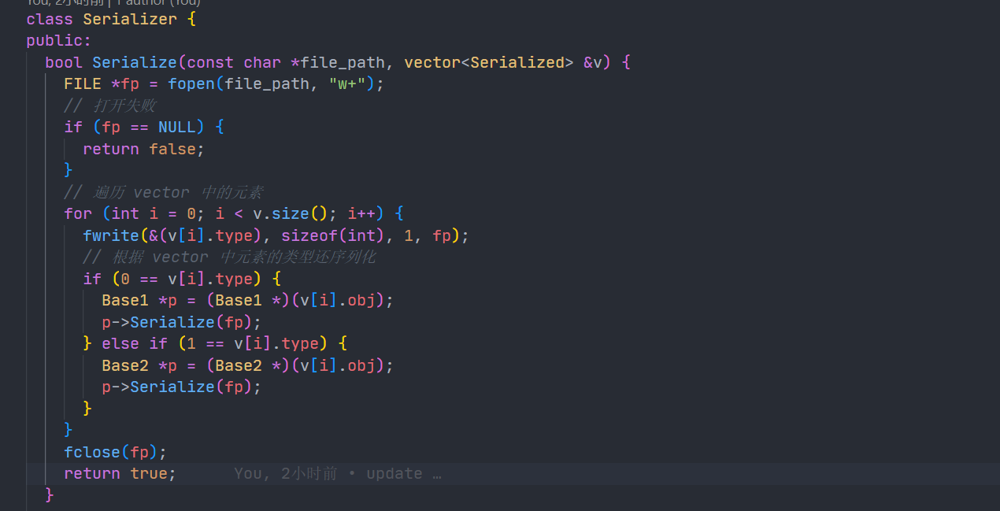 You, 2小时前 | 1 author (You)
class Serializer {
public:
  bool Serialize(const char *file_path, vector<Serialized> &v) {
    FILE *fp = fopen(file_path, "w+");
    // 打开失败
    if (fp == NULL) {
      return false;
    }
    // 遍历 vector 中的元素
    for (int i = 0; i < v.size(); i++) {
      fwrite(&(v[i].type), sizeof(int), 1, fp);
      // 根据 vector 中元素的类型还序列化
      if (0 == v[i].type) {
        Base1 *p = (Base1 *)(v[i].obj);
        p->Serialize(fp);
      } else if (1 == v[i].type) {
        Base2 *p = (Base2 *)(v[i].obj);
        p->Serialize(fp);
      }
    }
    fclose(fp);
    return true;      You, 2小时前 • update …
  }